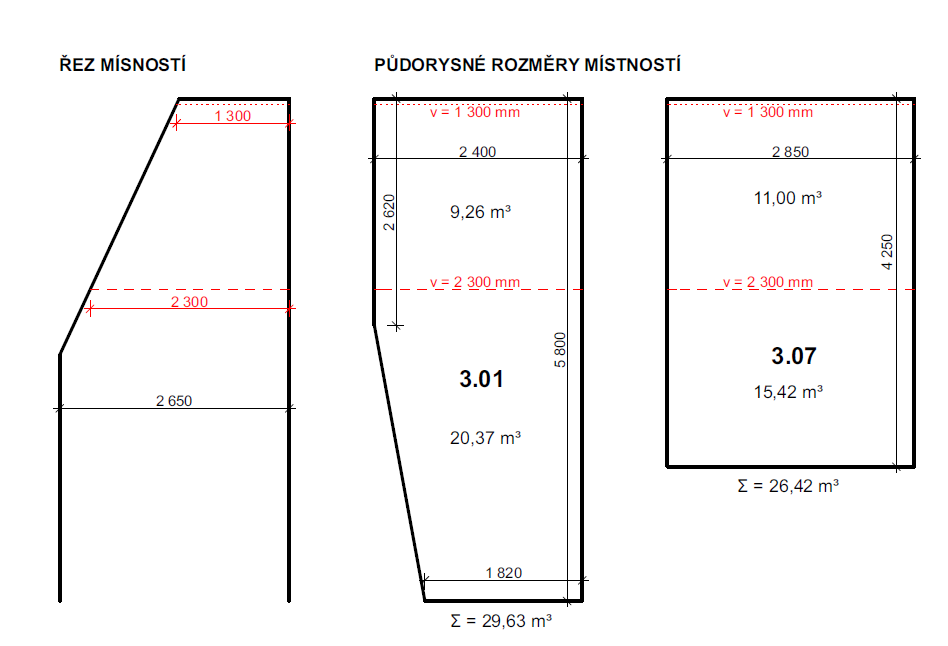 ŘEZ MÍSNOSTÍ
1 300
2 300
2 650
PŮDORYSNÉ ROZMĚRY MÍSTNOSTÍ
v = 1 300 mm
2 400
2 620
9,26 m³
v = 2 300 mm
5 800
3.01
20,37 m³
1 820
Σ = 29,63 m³
v = 1 300 mm
2 850
11,00 m³
4 250
v = 2 300 mm
3.07
15,42 m³
Σ = 26,42 m³